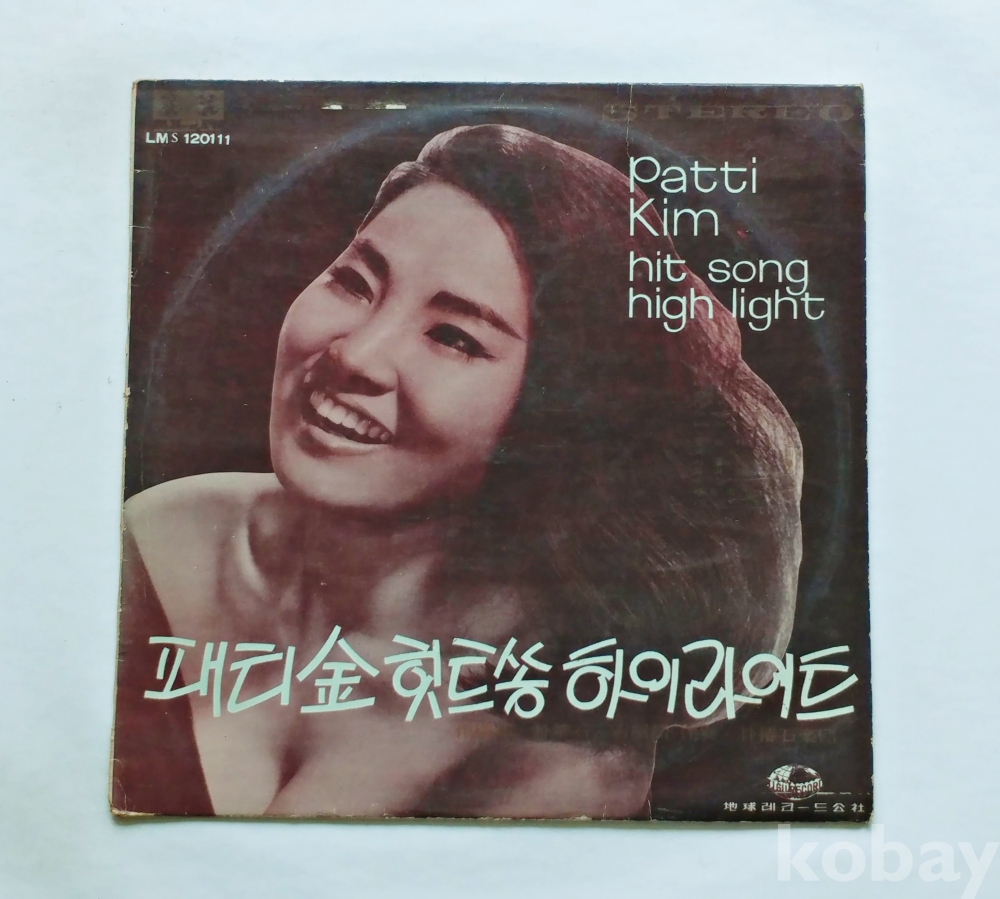 STEREO
LMS 120111
Patti
Kim
hit song
high light
패티金 힛트쏭 하이라이트
地球레코드公社
kobay